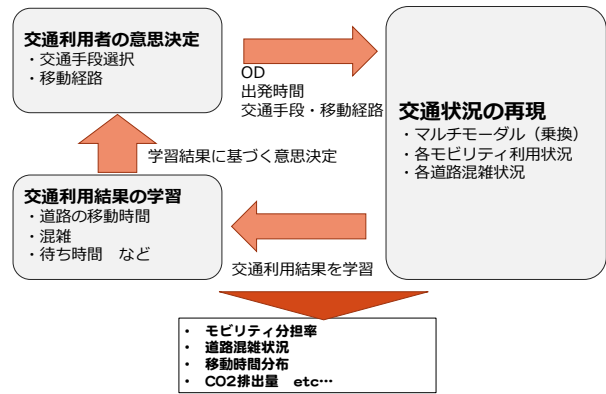 交通利用者の意思決定
・交通手段選択
・移動経路
OD
出発時間
交通手段・移動経路
交通状況の再現
・マルチモーダル（乗換）
・各モビリティ利用状況
・各道路混雑状況
学習結果に基づく意思決定
交通利用結果の学習
・道路の移動時間
・混雑
・待ち時間　など
交通利用結果を学習
• モビリティ分担率
• 道路混雑状況
• 移動時間分布
• CO2排出量　etc…